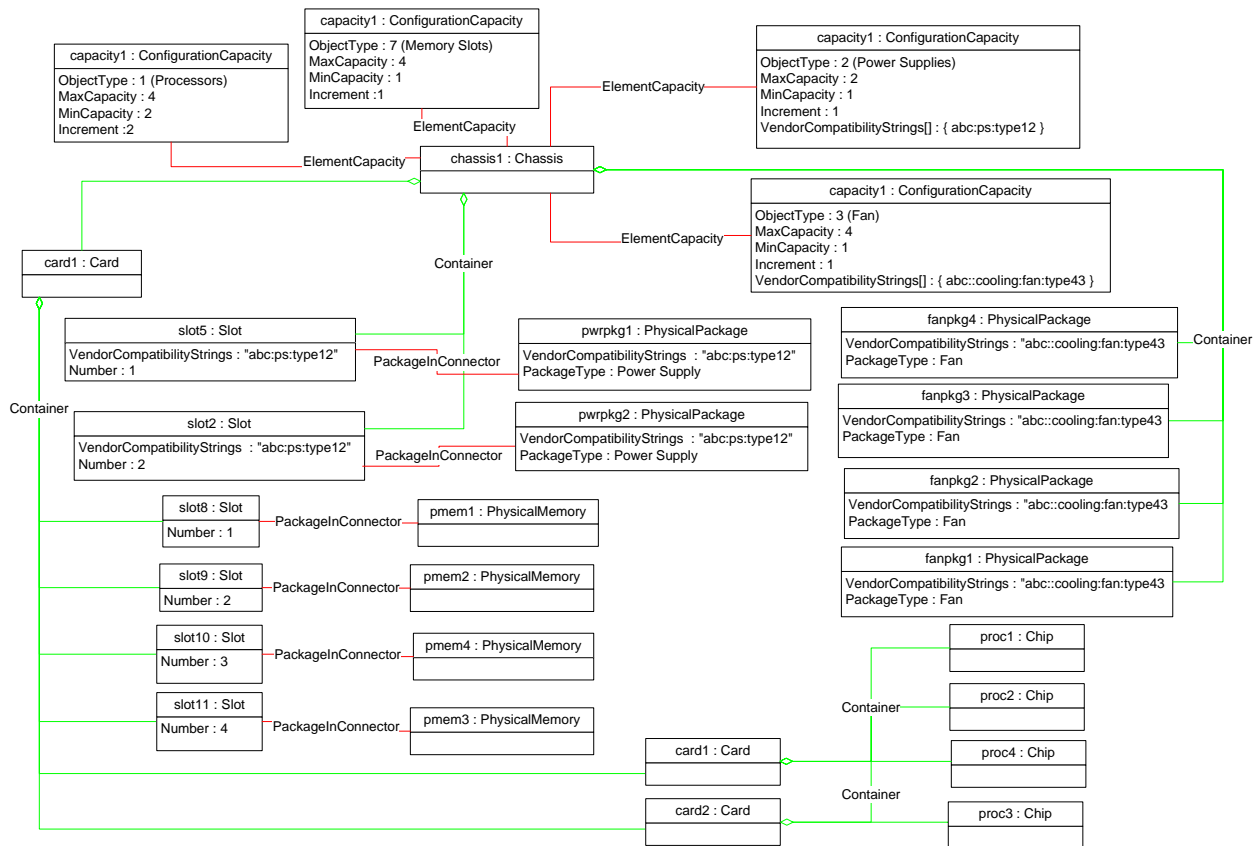 capacity1 : ConfigurationCapacity
ObjectType : 7 (Memory Slots)
MaxCapacity : 4
MinCapacity : 1
Increment :1
capacity1 : ConfigurationCapacity
ObjectType : 1 (Processors)
MaxCapacity : 4
MinCapacity : 2
Increment :2
capacity1 : ConfigurationCapacity
ObjectType : 2 (Power Supplies)
MaxCapacity : 2
MinCapacity : 1
Increment : 1
VendorCompatibilityStrings[] : { abc:ps:type12 }
ElementCapacity
ElementCapacity
ElementCapacity
chassis1 : Chassis
capacity1 : ConfigurationCapacity
ObjectType : 3 (Fan)
MaxCapacity : 4
MinCapacity : 1
Increment : 1
VendorCompatibilityStrings[] : { abc::cooling:fan:type43 }
ElementCapacity
card1 : Card
Container
slot5 : Slot
VendorCompatibilityStrings : "abc:ps:type12"
Number : 1
PackageInConnector
pwrpkg1 : PhysicalPackage
VendorCompatibilityStrings : "abc:ps:type12"
PackageType : Power Supply
fanpkg4 : PhysicalPackage
VendorCompatibilityStrings : "abc::cooling:fan:type43
PackageType : Fan
Container
Container
slot2 : Slot
VendorCompatibilityStrings : "abc:ps:type12"
Number : 2
PackageInConnector
pwrpkg2 : PhysicalPackage
VendorCompatibilityStrings : "abc:ps:type12"
PackageType : Power Supply
fanpkg3 : PhysicalPackage
VendorCompatibilityStrings : "abc::cooling:fan:type43
PackageType : Fan
fanpkg2 : PhysicalPackage
VendorCompatibilityStrings : "abc::cooling:fan:type43
PackageType : Fan
slot8 : Slot
Number : 1
PackageInConnector
pmem1 : PhysicalMemory
fanpkg1 : PhysicalPackage
VendorCompatibilityStrings : "abc::cooling:fan:type43
PackageType : Fan
slot9 : Slot
Number : 2
PackageInConnector
pmem2 : PhysicalMemory
slot10 : Slot
Number : 3
PackageInConnector
pmem4 : PhysicalMemory
proc1 : Chip
slot11 : Slot
Number : 4
PackageInConnector
pmem3 : PhysicalMemory
proc2 : Chip
Container
card1 : Card
proc4 : Chip
Container
card2 : Card
proc3 : Chip